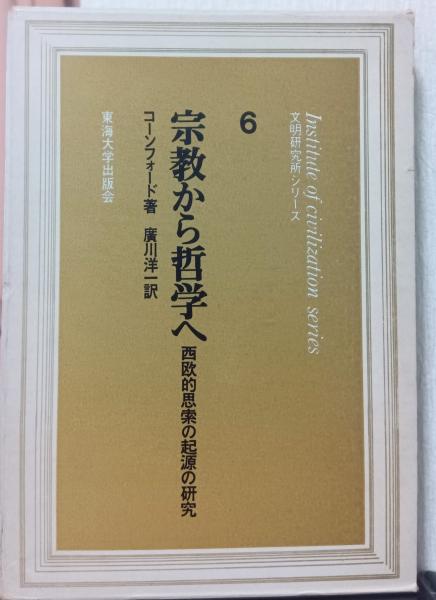 Institute of civilization series
文明研究所シリーズ
6
宗教から哲学へ
西欧的思索の起源の研究
コーンフォード著 廣川洋一訳
東海大学出版会